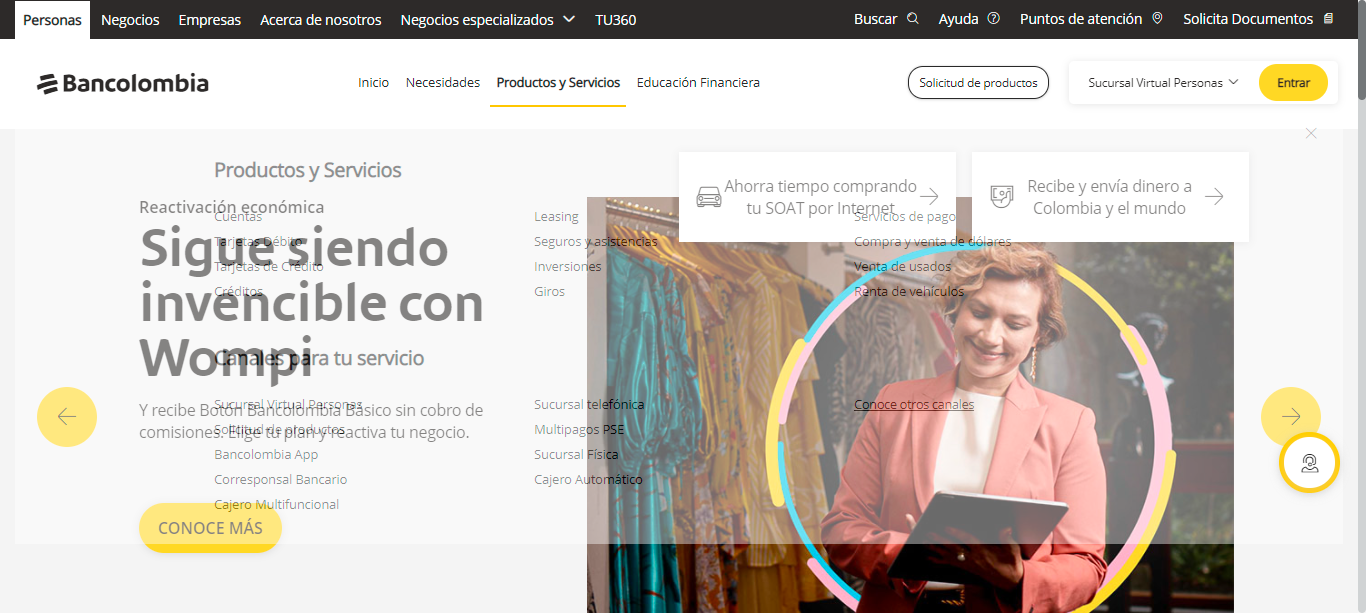 Personas Negocios Empresas Acerca de nosotros Negocios especializados TU360 Buscar Ayuda Puntos de atención Solicita Documentos
Bancolombia Inicio Necesidades Productos y Servicios Educación Financiera Solicitud de productos Sucursal Virtual Personas Entrar
Productos y Servicios
Ahorra tiempo comprando
tu SOAT por Internet
Recibe y envía dinero a
Colombia y el mundo
Cuentas
Tarjetas Débito
Tarjetas de Crédito
Créditos
Leasing
Seguros y asistencias
Inversiones
Giros
Servicios de pago
Compra y venta de dólares
Venta de usados
Renta de vehículos
Canales para tu servicio
Sucursal Virtual Personas
Solicitud de productos
Bancolombia App
Corresponsal Bancario
Cajero Multifuncional
Sucursal telefónica
Multipagos PSE
Sucursal Física
Cajero Automático
Conoce otros canales
Reactivación económica
Sigue siendo
invencible con
Wompi
Y recibe Botón Bancolombia Básico sin cobro de
comisiones. Elige tu plan y reactiva tu negocio.
CONOCE MÁS